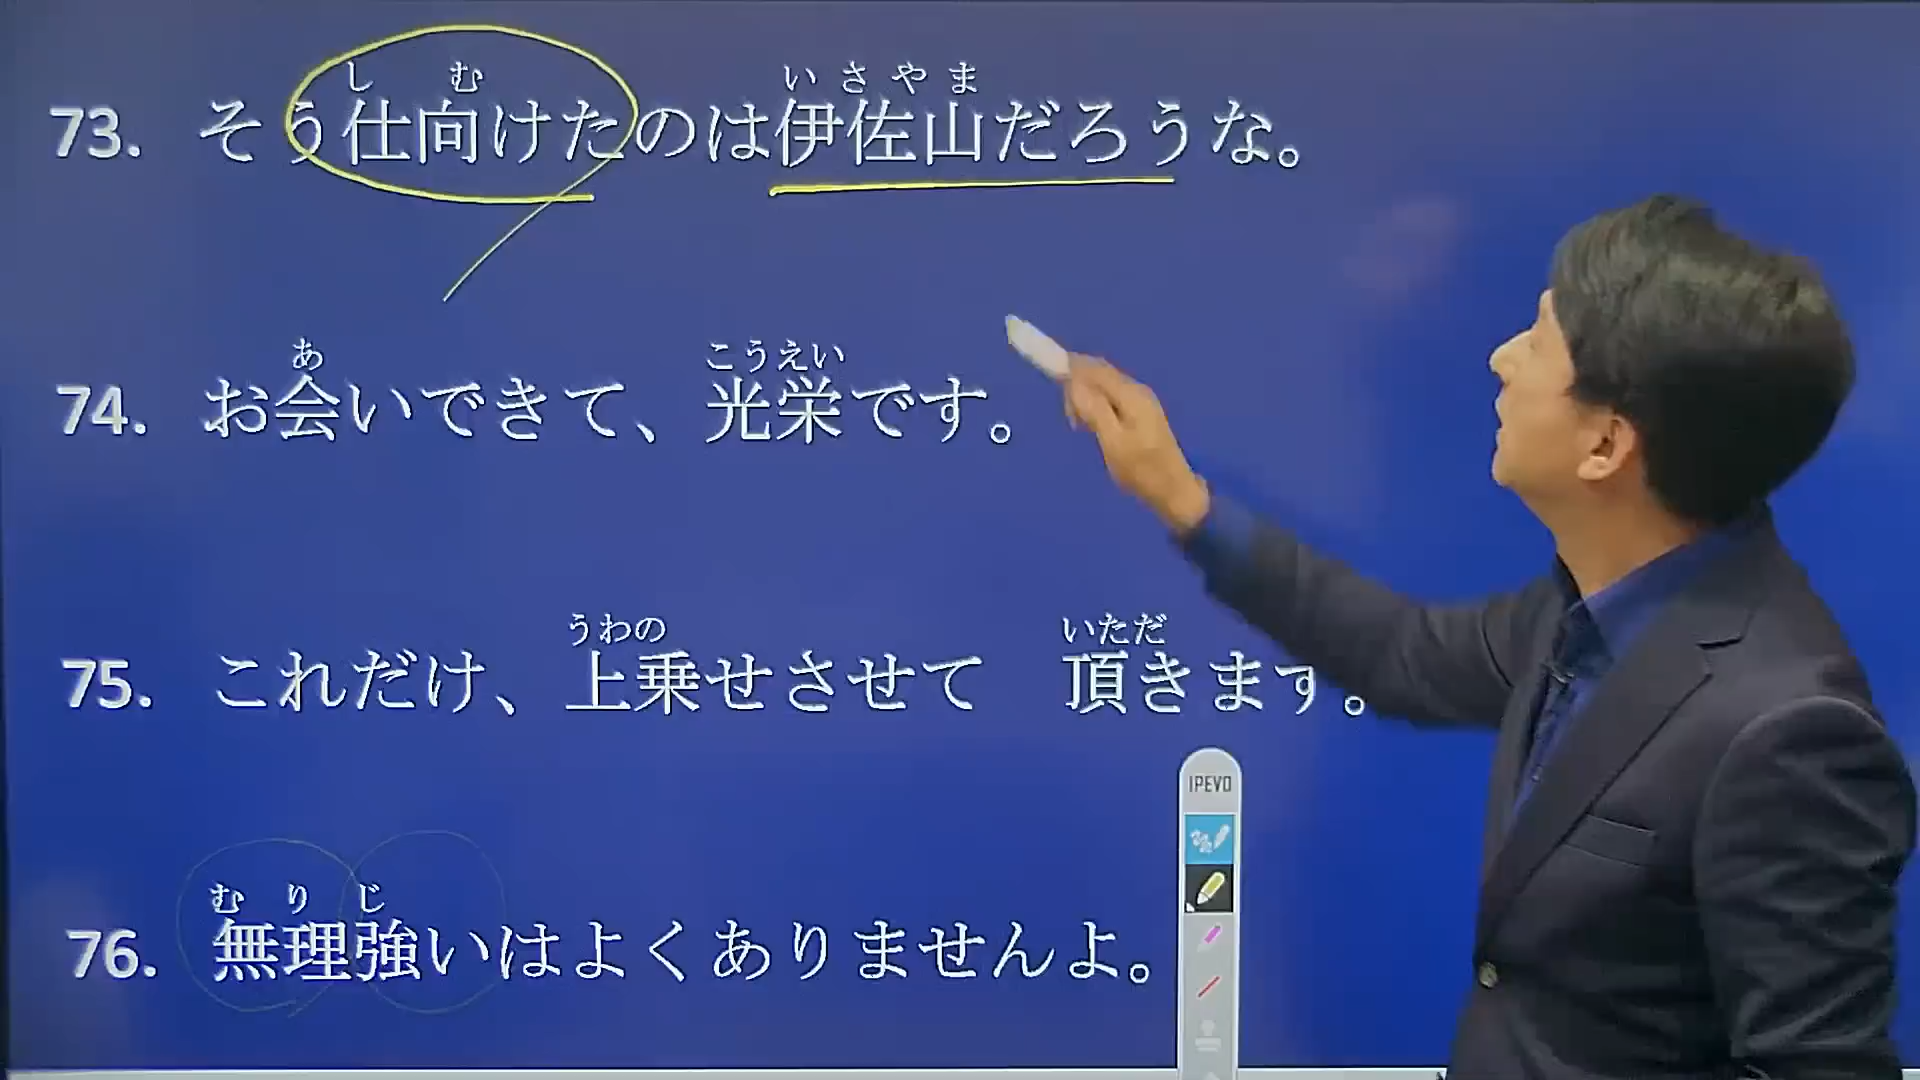 し む い さ や ま
73. そう仕向けたのは伊佐山だろうな。
あ こうえい
74. お会いできて、光栄です。
うわの いただ
75. これだけ、上乗せさせて 頂きます。
む り じ
76. 無理強いはよくありませんよ。
IPEVO